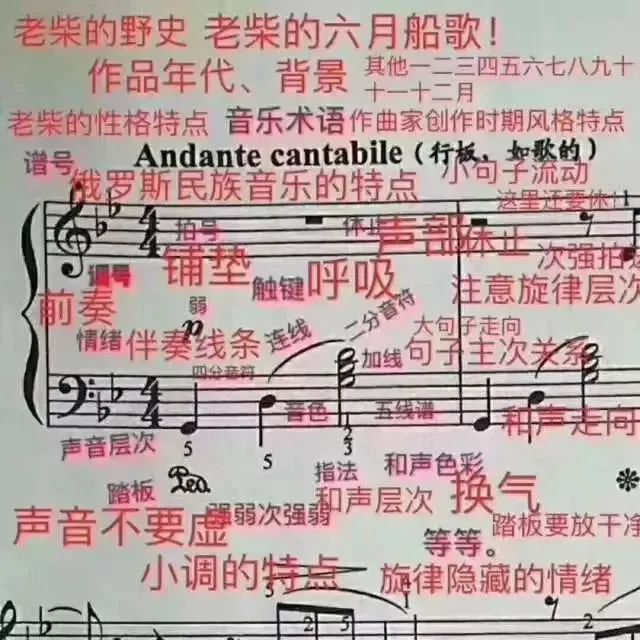 老柴的野史 老柴的六月船歌!
作品年代、背景 其他一二三四五六七八九十
十一十二月
老柴的性格特点 音乐术语 作曲家创作时期风格特点
Andante cantabile (行板，如歌的)
谱号 小句子流动
俄罗斯民族音乐的特点 这里还要休止
拍号 休止 声部休止
铺垫 次强拍
调号 触键 呼吸 注意旋律层次
前奏 弱 二分音符
p 大句子走向
情绪 伴奏线条 连线 句子主次关系
四分音符 加线
音色 五线谱 和声走向
声音层次 5 5 2 3
指法 和声色彩
踏板 Ped. 和声层次 换气
声音不要虚 强弱次强弱 踏板要放干净
等等。
小调的特点 旋律隐藏的情绪
5 4 1 2 5 1